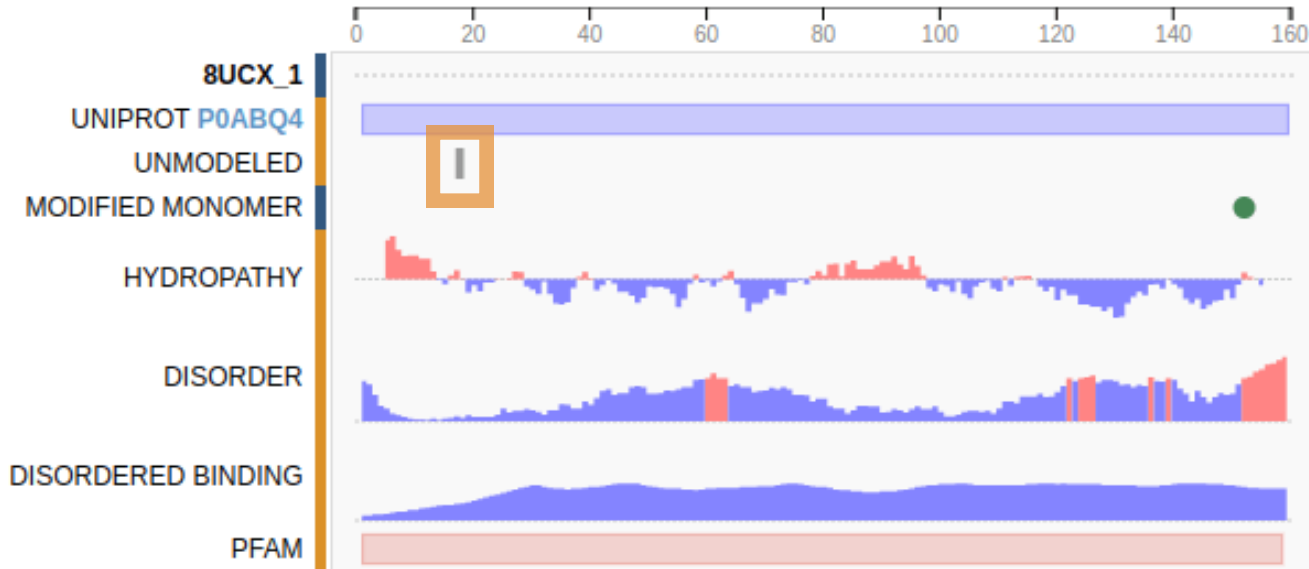 0 20 40 60 80 100 120 140 160
8UCX_1
UNIPROT P0ABQ4
UNMODELED
MODIFIED MONOMER
HYDROPATHY
DISORDER
DISORDERED BINDING
PFAM